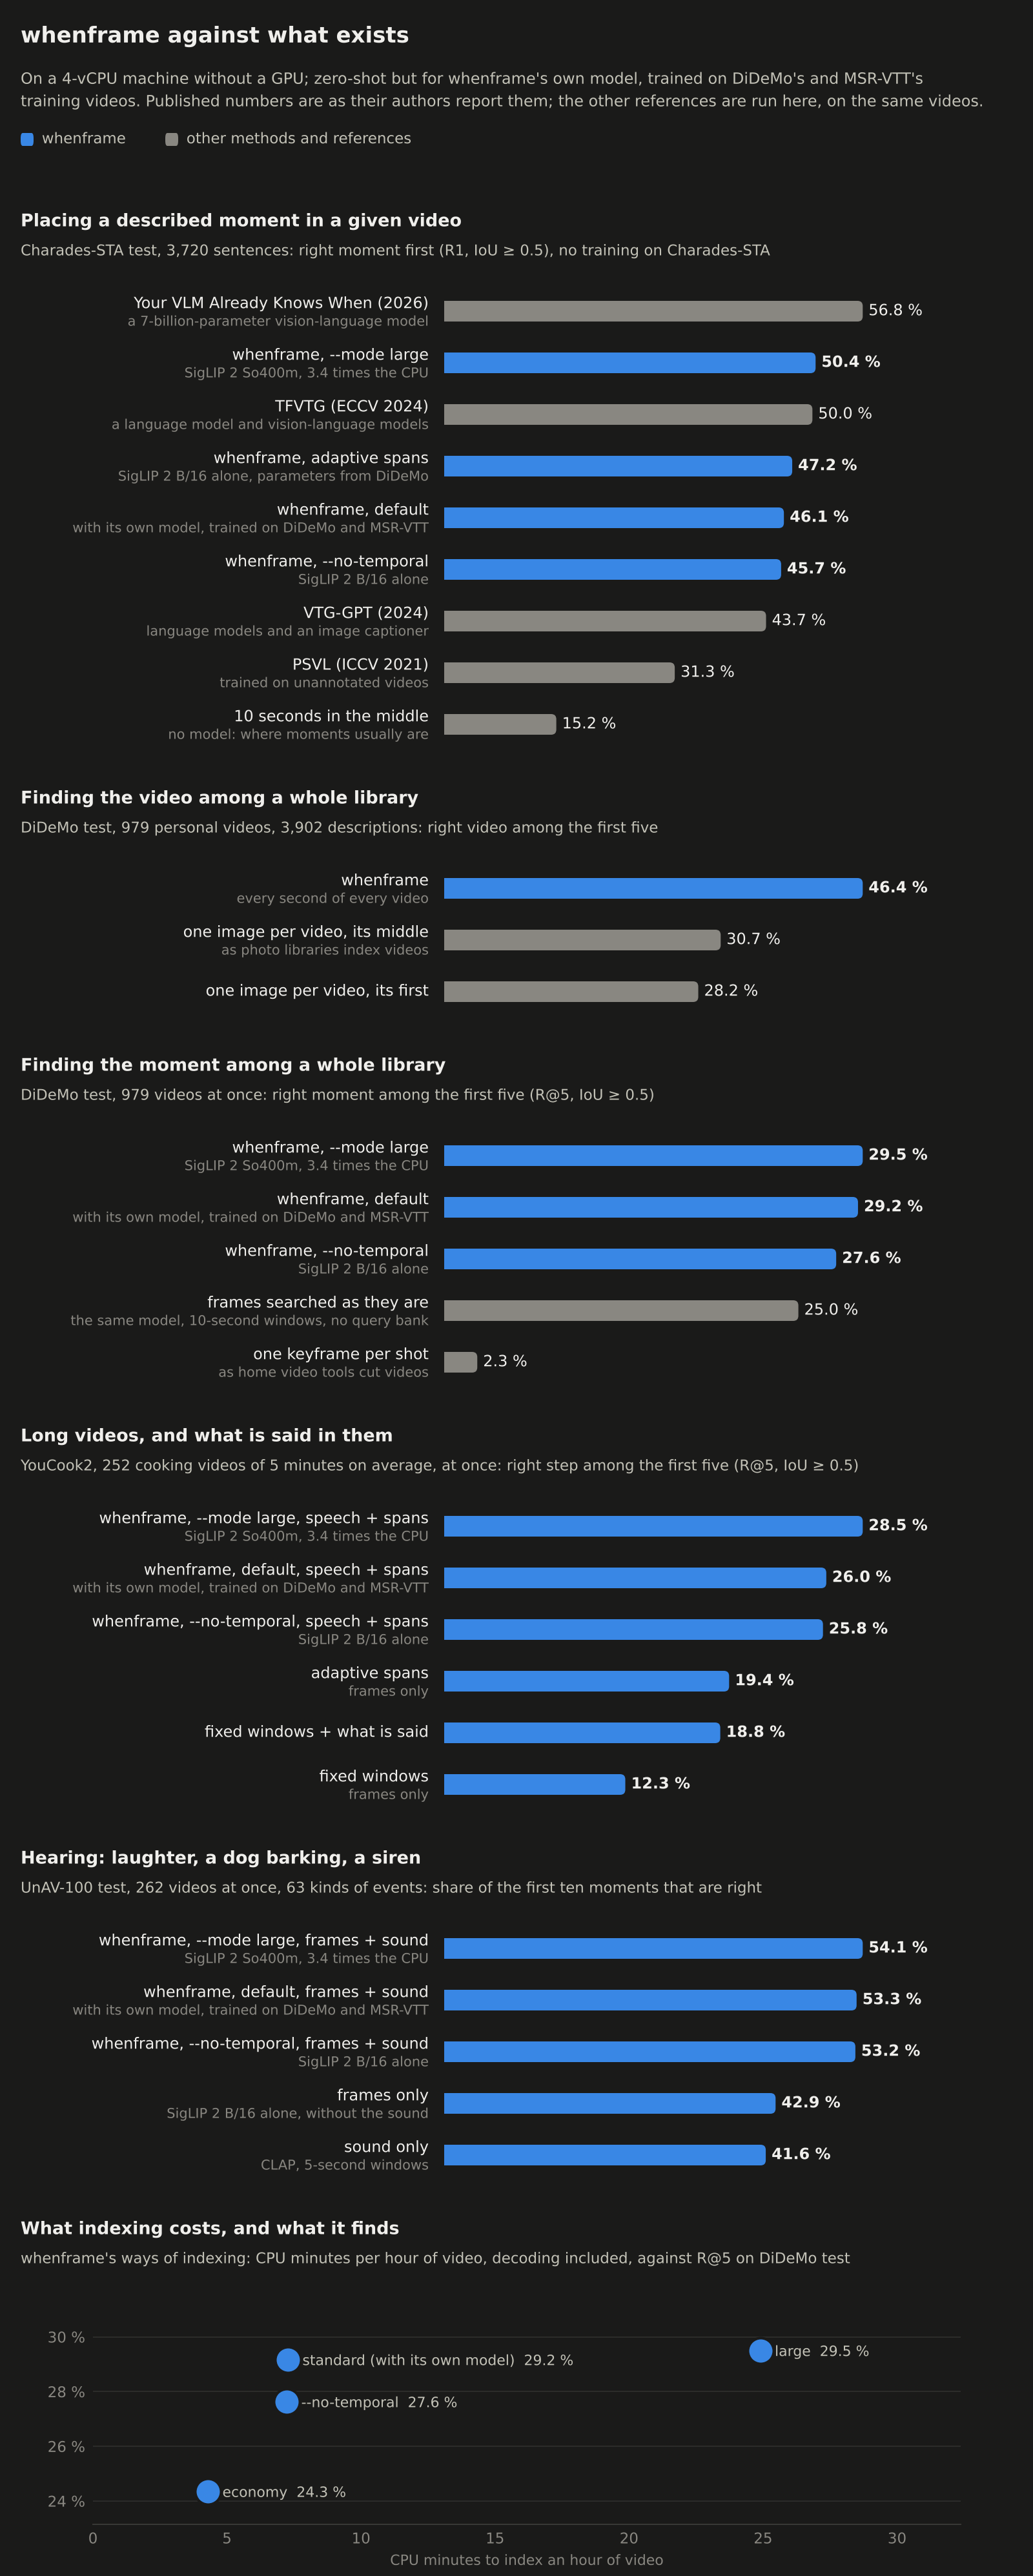 whenframe against what exists
On a 4-vCPU machine without a GPU; zero-shot but for whenframe's own model, trained on DiDeMo's and MSR-VTT's
training videos. Published numbers are as their authors report them; the other references are run here, on the same videos.
whenframe
other methods and references
Placing a described moment in a given video
Charades-STA test, 3,720 sentences: right moment first (R1, IoU ≥ 0.5), no training on Charades-STA
Your VLM Already Knows When (2026)
a 7-billion-parameter vision-language model
56.8 %
whenframe, --mode large
SigLIP 2 So400m, 3.4 times the CPU
50.4 %
TFVTG (ECCV 2024)
a language model and vision-language models
50.0 %
whenframe, adaptive spans
SigLIP 2 B/16 alone, parameters from DiDeMo
47.2 %
whenframe, default
with its own model, trained on DiDeMo and MSR-VTT
46.1 %
whenframe, --no-temporal
SigLIP 2 B/16 alone
45.7 %
VTG-GPT (2024)
language models and an image captioner
43.7 %
PSVL (ICCV 2021)
trained on unannotated videos
31.3 %
10 seconds in the middle
no model: where moments usually are
15.2 %
Finding the video among a whole library
DiDeMo test, 979 personal videos, 3,902 descriptions: right video among the first five
whenframe
every second of every video
46.4 %
one image per video, its middle
as photo libraries index videos
30.7 %
one image per video, its first
28.2 %
Finding the moment among a whole library
DiDeMo test, 979 videos at once: right moment among the first five (R@5, IoU ≥ 0.5)
whenframe, --mode large
SigLIP 2 So400m, 3.4 times the CPU
29.5 %
whenframe, default
with its own model, trained on DiDeMo and MSR-VTT
29.2 %
whenframe, --no-temporal
SigLIP 2 B/16 alone
27.6 %
frames searched as they are
the same model, 10-second windows, no query bank
25.0 %
one keyframe per shot
as home video tools cut videos
2.3 %
Long videos, and what is said in them
YouCook2, 252 cooking videos of 5 minutes on average, at once: right step among the first five (R@5, IoU ≥ 0.5)
whenframe, --mode large, speech + spans
SigLIP 2 So400m, 3.4 times the CPU
28.5 %
whenframe, default, speech + spans
with its own model, trained on DiDeMo and MSR-VTT
26.0 %
whenframe, --no-temporal, speech + spans
SigLIP 2 B/16 alone
25.8 %
adaptive spans
frames only
19.4 %
fixed windows + what is said
18.8 %
fixed windows
frames only
12.3 %
Hearing: laughter, a dog barking, a siren
UnAV-100 test, 262 videos at once, 63 kinds of events: share of the first ten moments that are right
whenframe, --mode large, frames + sound
SigLIP 2 So400m, 3.4 times the CPU
54.1 %
whenframe, default, frames + sound
with its own model, trained on DiDeMo and MSR-VTT
53.3 %
whenframe, --no-temporal, frames + sound
SigLIP 2 B/16 alone
53.2 %
frames only
SigLIP 2 B/16 alone, without the sound
42.9 %
sound only
CLAP, 5-second windows
41.6 %
What indexing costs, and what it finds
whenframe's ways of indexing: CPU minutes per hour of video, decoding included, against R@5 on DiDeMo test
30 %
large 29.5 %
standard (with its own model) 29.2 %
28 %
--no-temporal 27.6 %
26 %
economy 24.3 %
24 %
0 5 10 15 20 25 30
CPU minutes to index an hour of video